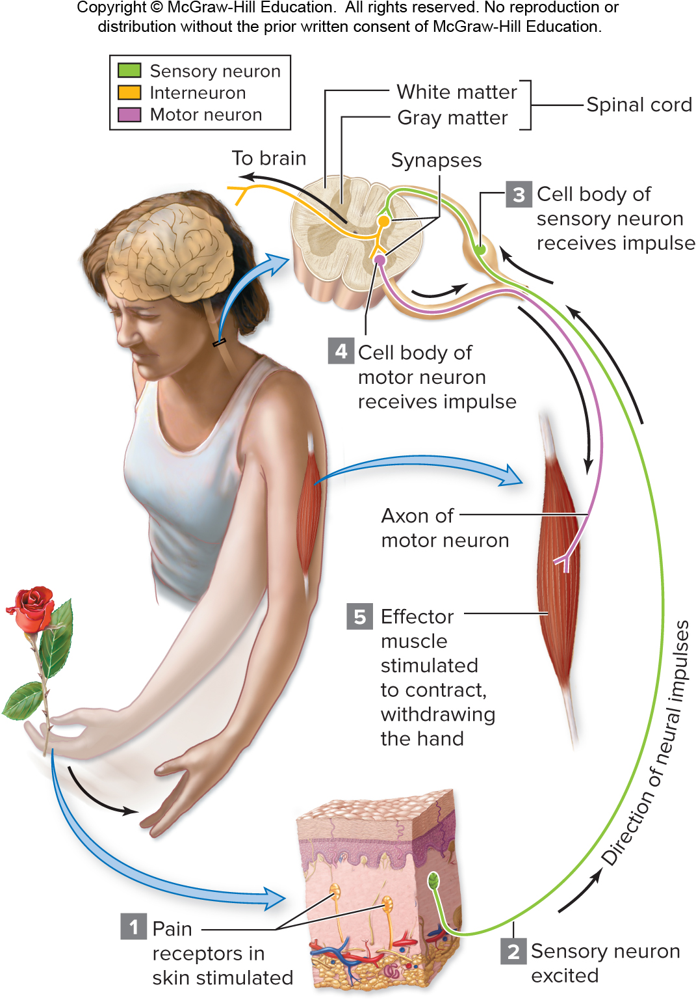 Copyright © McGraw-Hill Education.  All rights reserved. No reproduction or
distribution without the prior written consent of McGraw-Hill Education.
Sensory neuron
Interneuron
Motor neuron
White matter
Gray matter
Spinal cord
To brain
Synapses
3 Cell body of
sensory neuron
receives impulse
4 Cell body of
motor neuron
receives impulse
Axon of
motor neuron
5 Effector
muscle
stimulated
to contract,
withdrawing
the hand
Direction of neural impulses
1 Pain
receptors in
skin stimulated
2 Sensory neuron
excited